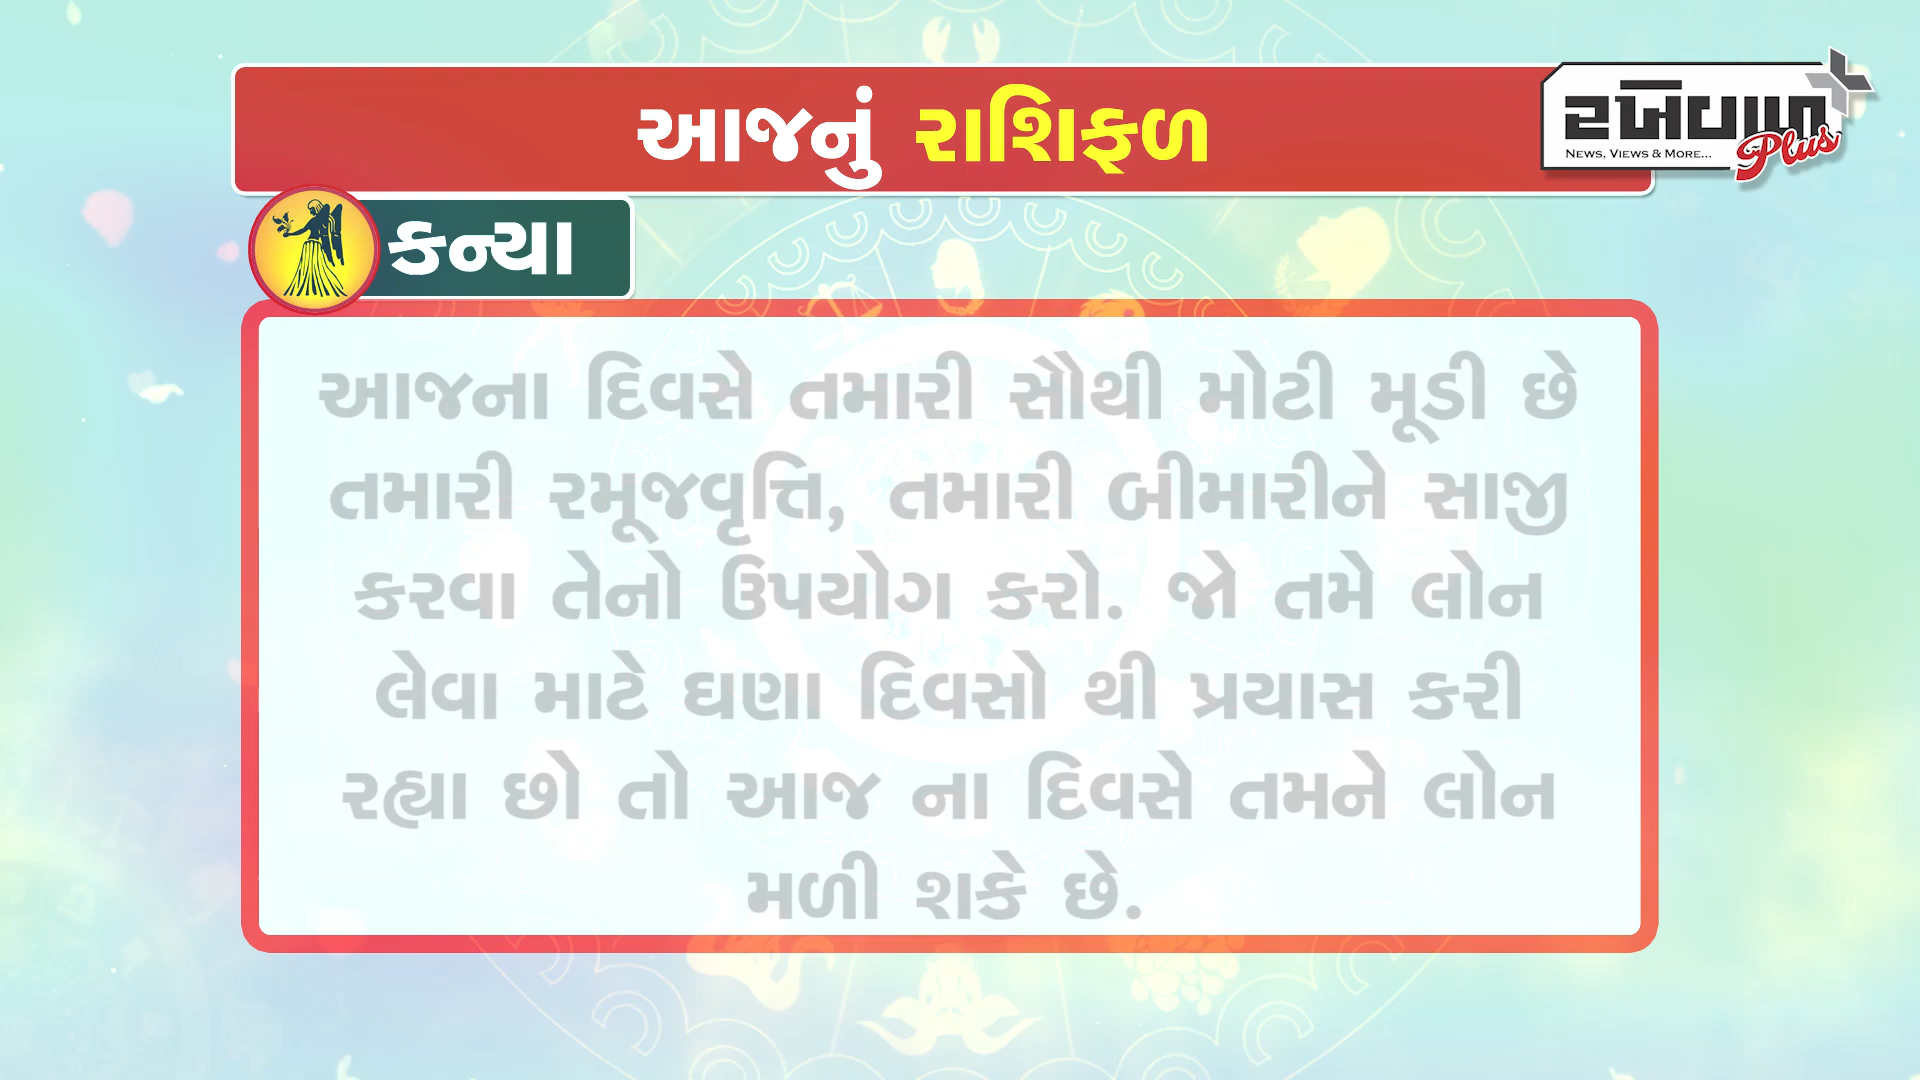 આજનું રાશિફળ
રખેવાળ
Plus
NEWS, VIEWS & MORE...
કન્યા
આજના દિવસે તમારી સૌથી મોટી મૂડી છે
તમારી રમૂજવૃત્તિ, તમારી બીમારીને સાજી
કરવા તેનો ઉપયોગ કરો. જો તમે લોન
લેવા માટે ઘણા દિવસો થી પ્રયાસ કરી
રહ્યા છો તો આજ ના દિવસે તમને લોન
મળી શકે છે.